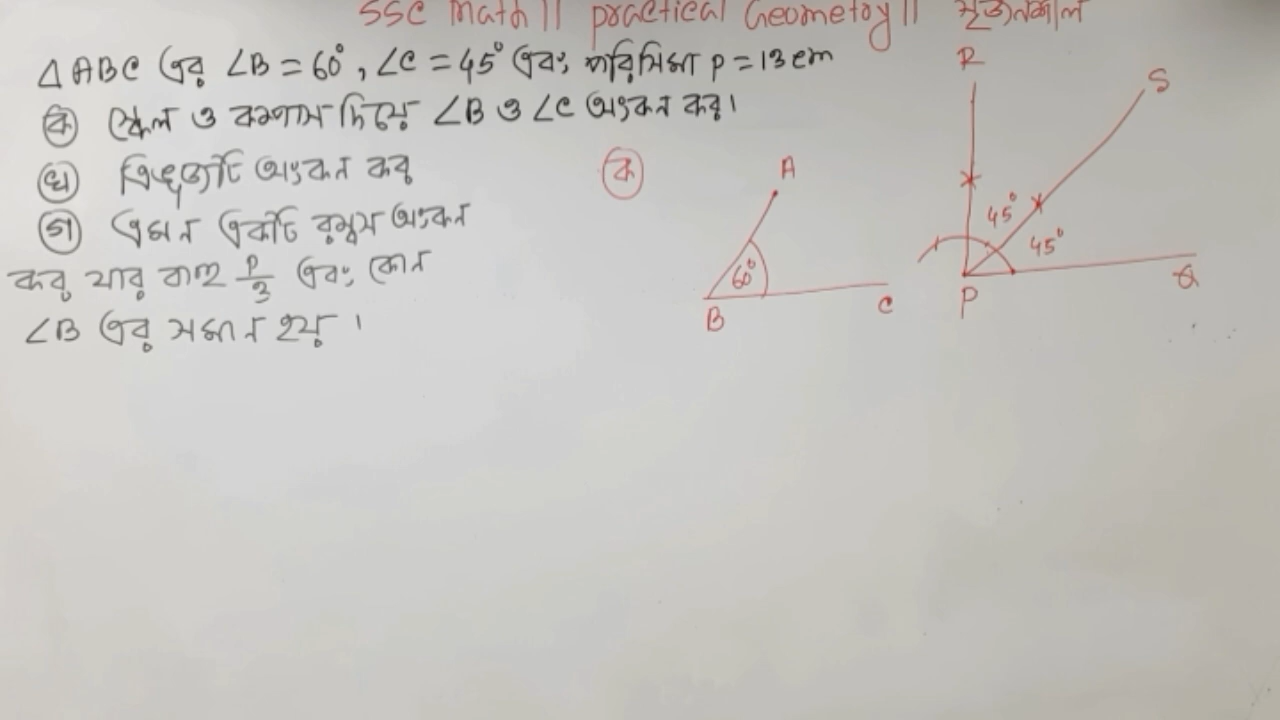 SSC Math || practical Geometry || সৃজনশীল
△ABC এর ∠B = 60°, ∠C = 45° এবং পরিসিমা p = 13 cm
(ক) স্কেল ও কম্পাস দিয়ে ∠B ও ∠C অংকন কর।
(খ) ত্রিভূজটি অংকন কর
(গ) এমন একটি রম্বস অংকন
কর যার বাহু p/3 এবং কোন
∠B এর সমান হয়।
(ক)
A
60°
B
C
R
S
45°
45°
P
Q